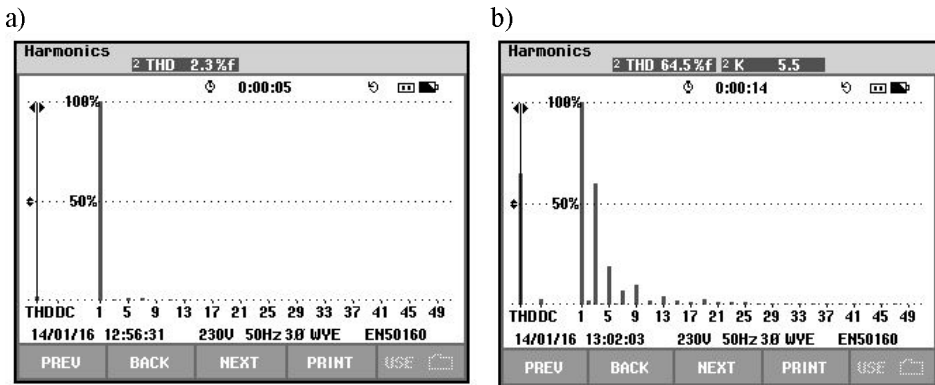 a)
Harmonics
2 THD 2.3%f
0:00:05
100%
50%
THDDC 1 5 9 13 17 21 25 29 33 37 41 45 49
14/01/16 12:56:31 230V 50Hz 3Ø WYE EN50160
PREV BACK NEXT PRINT USE
b)
Harmonics
2 THD 64.5%f 2 K 5.5
0:00:14
100%
50%
THDDC 1 5 9 13 17 21 25 29 33 37 41 45 49
14/01/16 13:02:03 230V 50Hz 3Ø WYE EN50160
PREV BACK NEXT PRINT USE